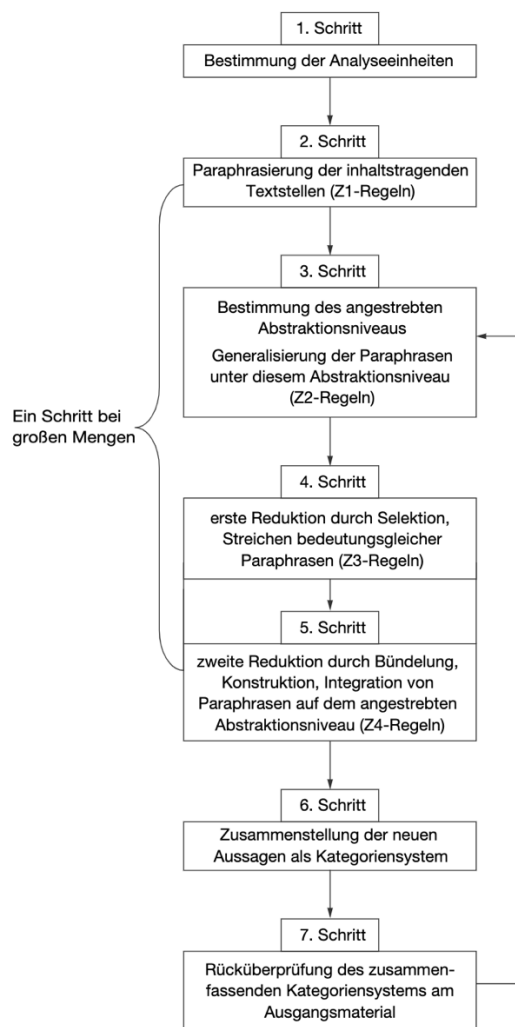 1. Schritt
Bestimmung der Analyseeinheiten
2. Schritt
Paraphrasierung der inhaltstragenden
Textstellen (Z1-Regeln)
3. Schritt
Bestimmung des angestrebten
Abstraktionsniveaus
Generalisierung der Paraphrasen
unter diesem Abstraktionsniveau
(Z2-Regeln)
Ein Schritt bei
großen Mengen
4. Schritt
erste Reduktion durch Selektion,
Streichen bedeutungsgleicher
Paraphrasen (Z3-Regeln)
5. Schritt
zweite Reduktion durch Bündelung,
Konstruktion, Integration von
Paraphrasen auf dem angestrebten
Abstraktionsniveau (Z4-Regeln)
6. Schritt
Zusammenstellung der neuen
Aussagen als Kategoriensystem
7. Schritt
Rücküberprüfung des zusammen-
fassenden Kategoriensystems am
Ausgangsmaterial